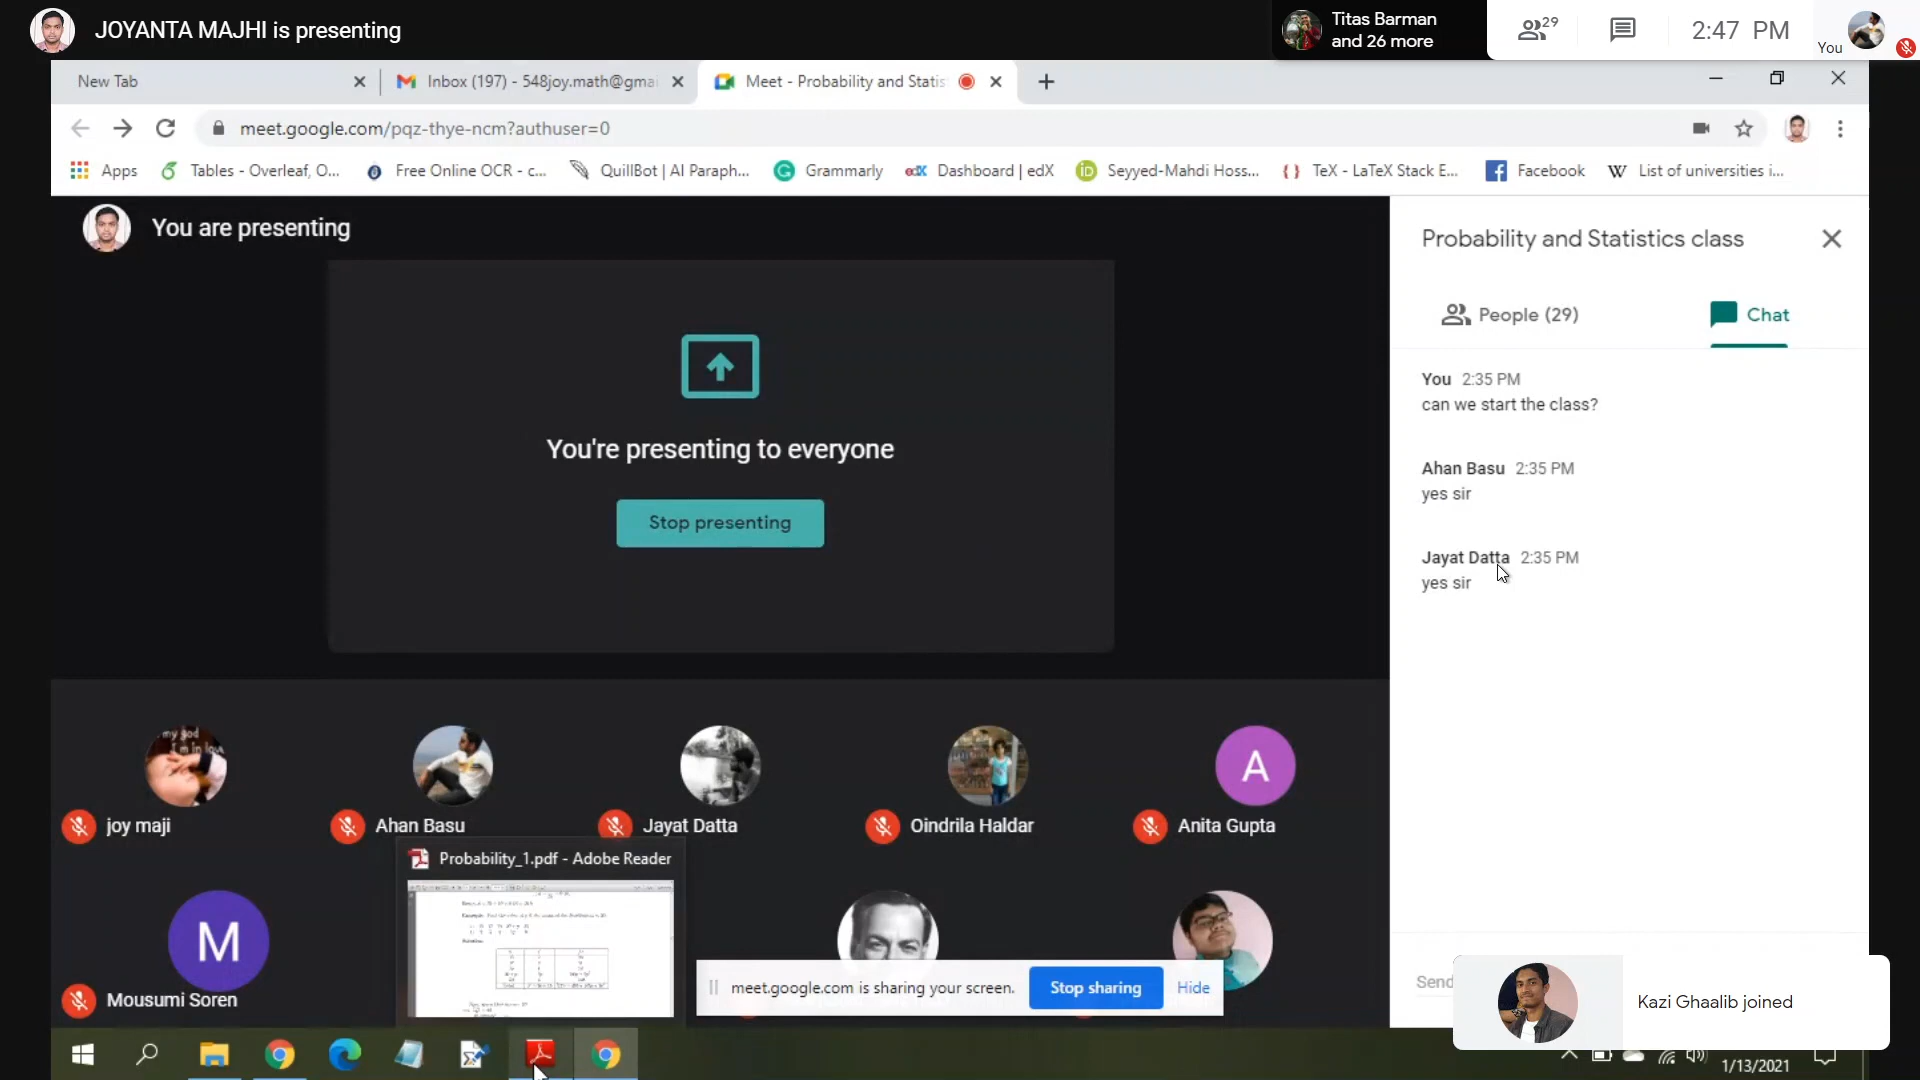 JOYANTA MAJHI is presenting
Titas Barman
and 26 more
29
2:47 PM
You
New Tab
Inbox (197) - 548joy.math@gma
Meet - Probability and Statis
meet.google.com/pqz-thye-ncm?authuser=0
Apps
Tables - Overleaf, O...
Free Online OCR - c...
QuillBot | AI Paraph...
Grammarly
edX
Dashboard | edX
iD
Seyyed-Mahdi Hoss...
TeX - LaTeX Stack E...
Facebook
W
List of universities i...
You are presenting
You're presenting to everyone
Stop presenting
Probability and Statistics class
People (29)
Chat
You 2:35 PM
can we start the class?
Ahan Basu 2:35 PM
yes sir
Jayat Datta 2:35 PM
yes sir
my god
I'm in love
joy maji
Ahan Basu
Jayat Datta
Oindrila Haldar
A
Anita Gupta
M
Mousumi Soren
Probability_1.pdf - Adobe Reader
meet.google.com is sharing your screen.
Stop sharing
Hide
Send
Kazi Ghaalib joined
1/13/2021